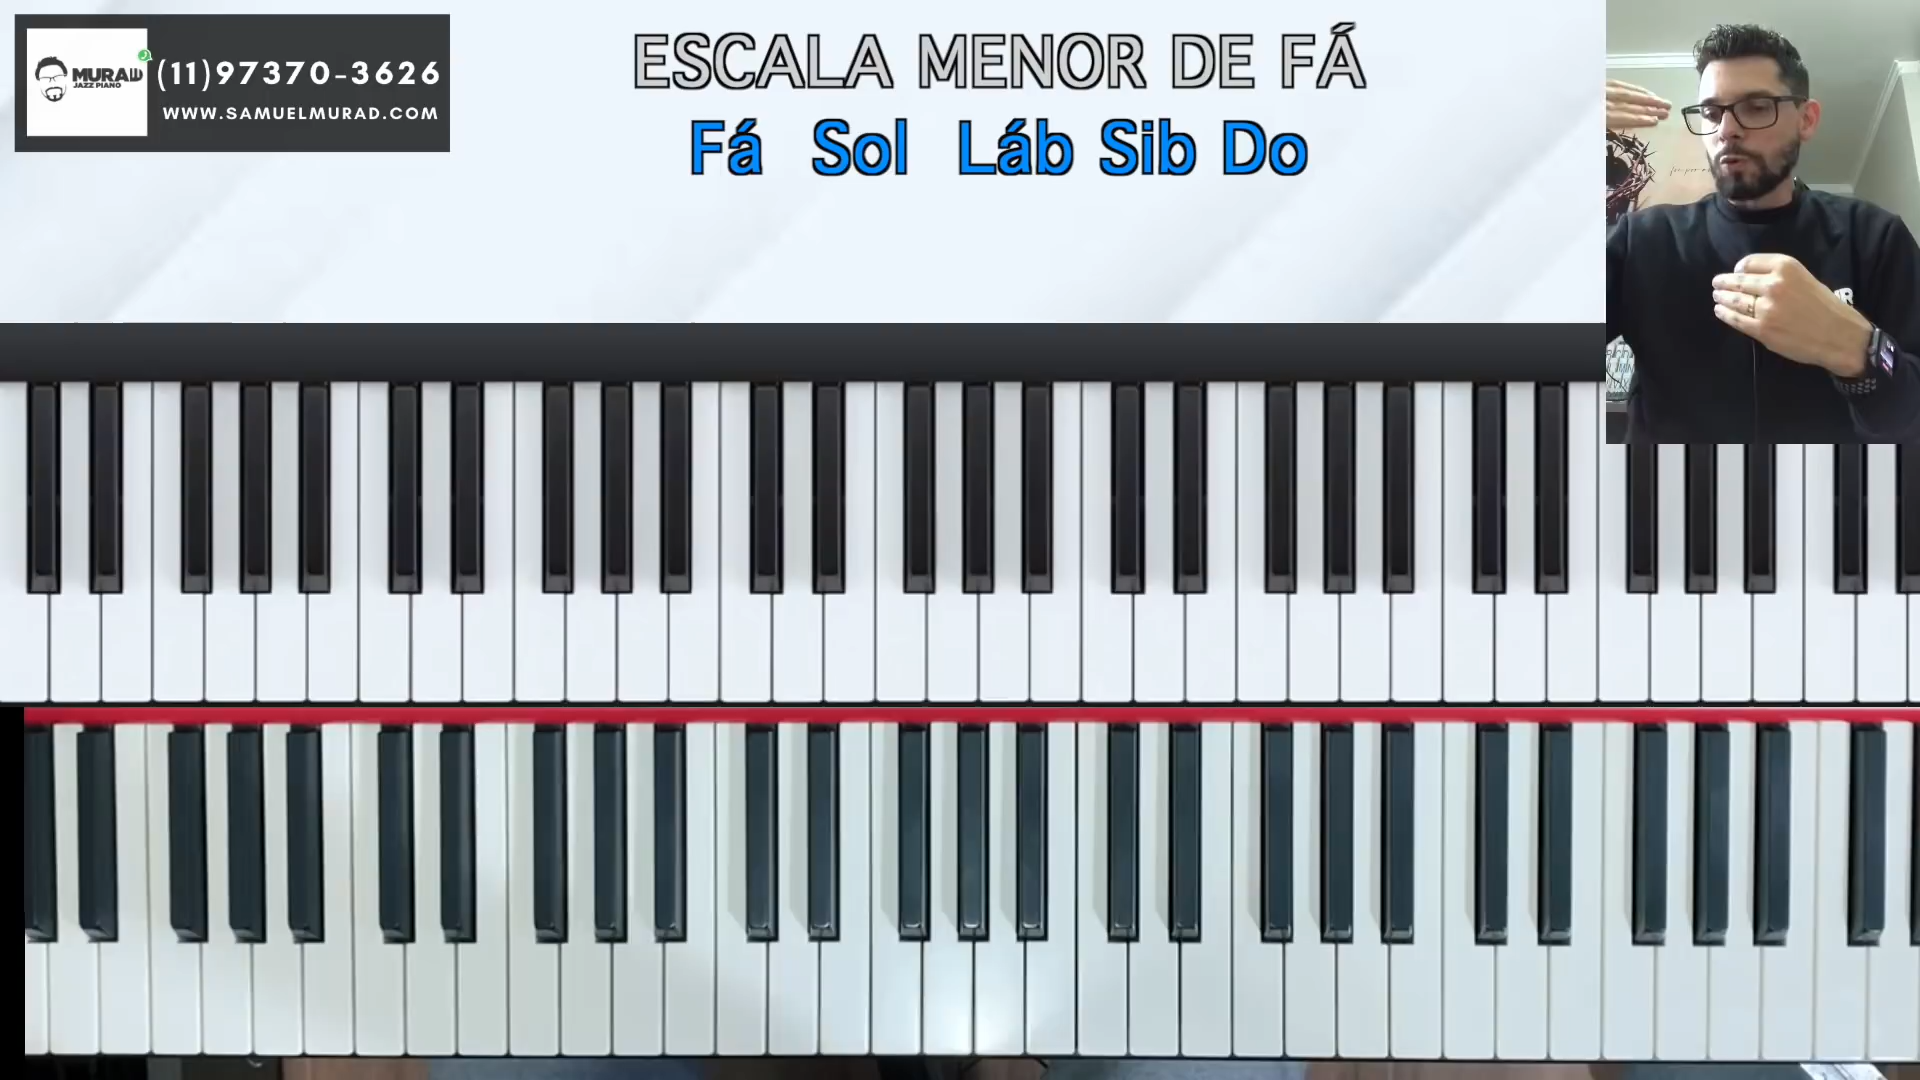 MURAD
JAZZ PIANO
(11)97370-3626
WWW.SAMUELMURAD.COM
ESCALA MENOR DE FÁ
Fá Sol Láb Sib Do